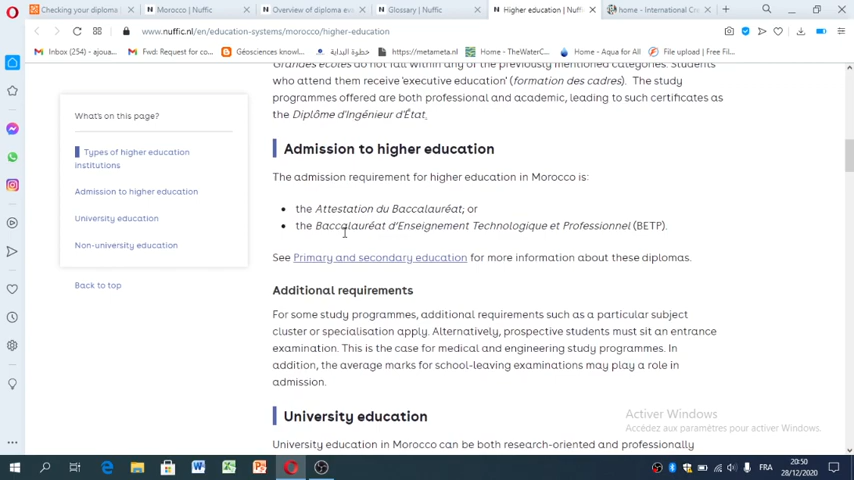 Checking your diploma
Morocco | Nuffic
Overview of diploma ev
Glossary | Nuffic
Higher education | Nuffi
home - International Cre
www.nuffic.nl/en/education-systems/morocco/higher-education
Inbox (254) - ajoua...
Fwd: Request for co...
Géosciences knowl...
حوض البداية
https://metameta.nl
Home - TheWaterC...
Home - Aqua for All
File upload | Free Fil...
Grandes Écoles do not fall within any of the previously mentioned categories. Students
who attend them receive 'executive education' (formation des cadres). The study
programmes offered are both professional and academic, leading to such certificates as
the Diplôme d'Ingénieur d'État.
What's on this page?
Types of higher education
institutions
Admission to higher education
University education
Non-university education
Back to top
Admission to higher education
The admission requirement for higher education in Morocco is:
• the Attestation du Baccalauréat; or
• the Baccalauréat d'Enseignement Technologique et Professionnel (BETP).
See Primary and secondary education for more information about these diplomas.
Additional requirements
For some study programmes, additional requirements such as a particular subject
cluster or specialisation apply. Alternatively, prospective students must sit an entrance
examination. This is the case for medical and engineering study programmes. In
addition, the average marks for school-leaving examinations may play a role in
admission.
University education
University education in Morocco can be both research-oriented and professionally
Activer Windows
Accédez aux paramètres pour activer Windows.
FRA
20:50
28/12/2020